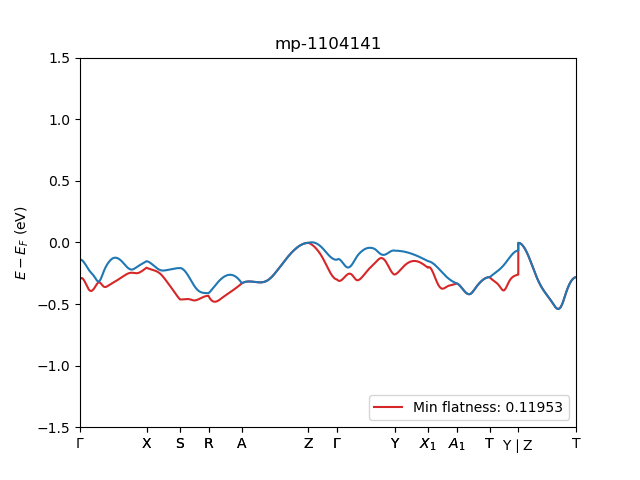 mp-1104141
E − E_F (eV)
1.5
1.0
0.5
0.0
−0.5
−1.0
−1.5
Min flatness: 0.11953
Γ X S R A Z Γ Y X₁ A₁ T Y | Z T